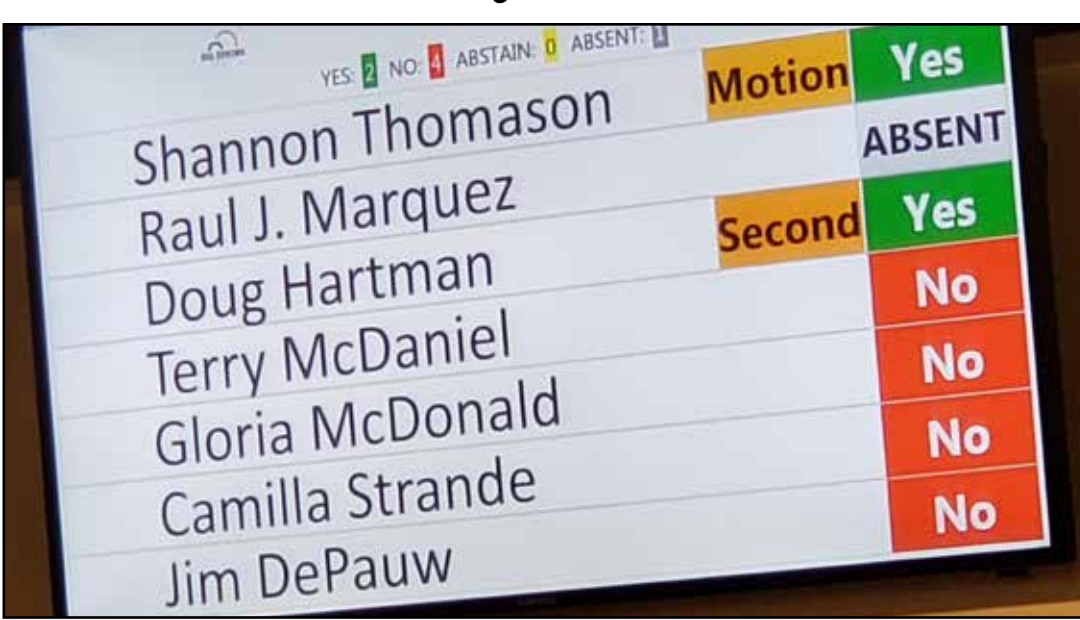 YES: 2 NO: 4 ABSTAIN: 0 ABSENT: 1
Shannon Thomason Motion Yes
Raul J. Marquez ABSENT
Doug Hartman Second Yes
Terry McDaniel No
Gloria McDonald No
Camilla Strande No
Jim DePauw No